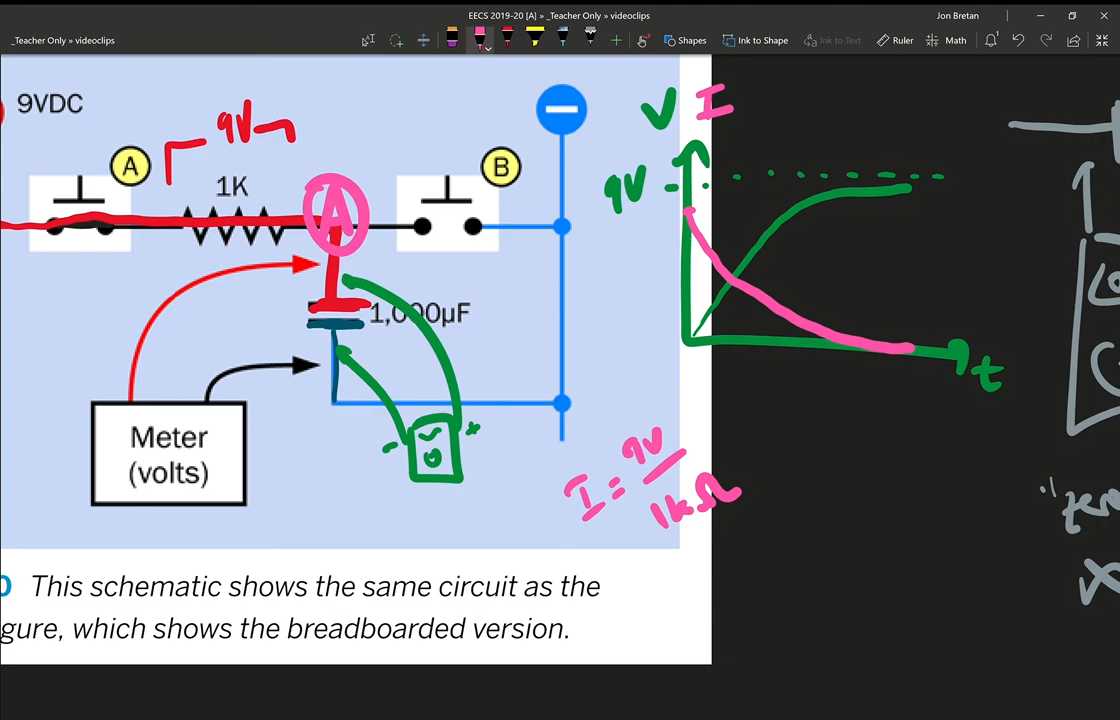 EECS 2019-20 [A] » _Teacher Only » videoclips
Jon Bretan
_Teacher Only » videoclips
Shapes
Ink to Shape
Ink to Text
Ruler
Math
9VDC
9V
A
1K
A
B
1,000µF
Meter
(volts)
- +
V I
9V
t
I = 9V / 1kΩ
This schematic shows the same circuit as the
gure, which shows the breadboarded version.